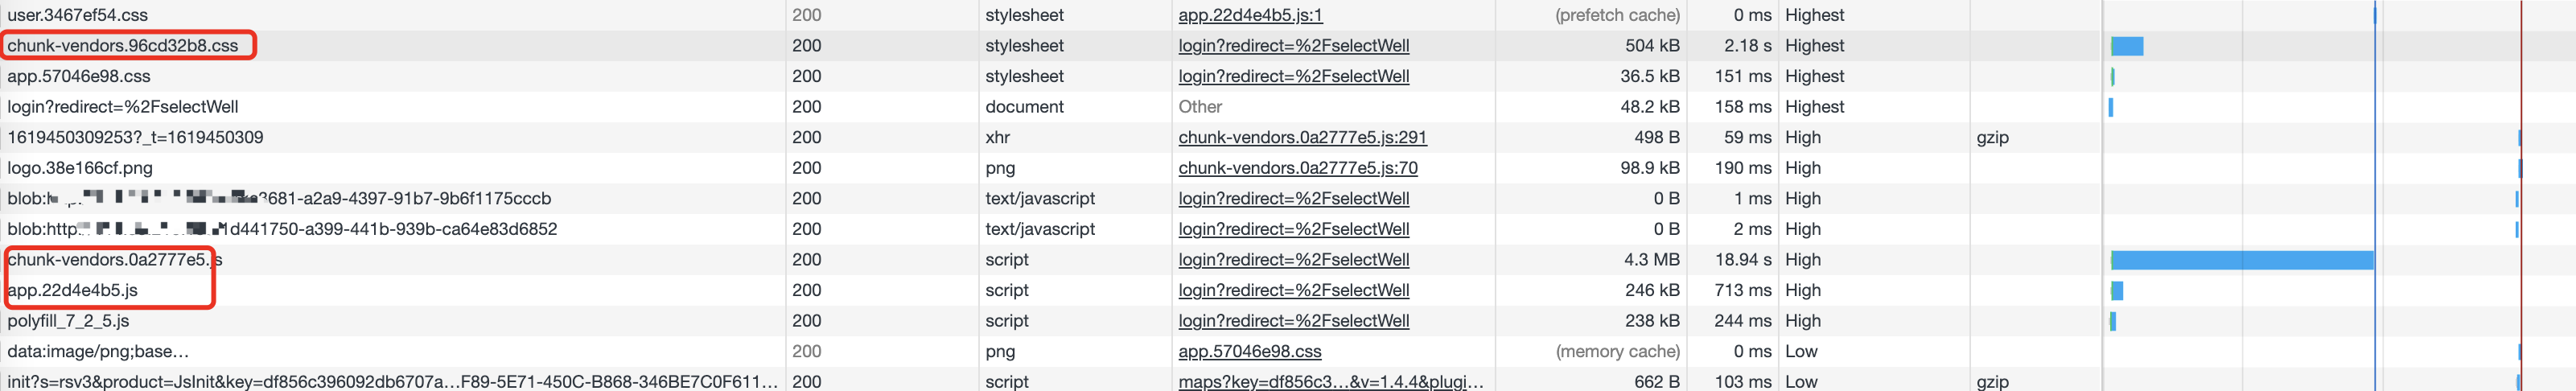 user.3467ef54.css 200 stylesheet app.22d4e4b5.js:1 (prefetch cache) 0 ms Highest
chunk-vendors.96cd32b8.css 200 stylesheet login?redirect=%2FselectWell 504 kB 2.18 s Highest
app.57046e98.css 200 stylesheet login?redirect=%2FselectWell 36.5 kB 151 ms Highest
login?redirect=%2FselectWell 200 document Other 48.2 kB 158 ms Highest
1619450309253?_t=1619450309 200 xhr chunk-vendors.0a2777e5.js:291 498 B 59 ms High gzip
logo.38e166cf.png 200 png chunk-vendors.0a2777e5.js:70 98.9 kB 190 ms High
3681-a2a9-4397-91b7-9b6f1175cccb 200 text/javascript login?redirect=%2FselectWell 0 B 1 ms High
blob:http: 1d441750-a399-441b-939b-ca64e83d6852 200 text/javascript login?redirect=%2FselectWell 0 B 2 ms High
chunk-vendors.0a2777e5.js 200 script login?redirect=%2FselectWell 4.3 MB 18.94 s High
app.22d4e4b5.js 200 script login?redirect=%2FselectWell 246 kB 713 ms High
polyfill_7_2_5.js 200 script login?redirect=%2FselectWell 238 kB 244 ms High
data:image/png;base… 200 png app.57046e98.css (memory cache) 0 ms Low
init?s=rsv3&product=JsInit&key=df856c396092db6707a…F89-5E71-450C-B868-346BE7C0F611… 200 script maps?key=df856c3…&v=1.4.4&plugi… 662 B 103 ms Low gzip